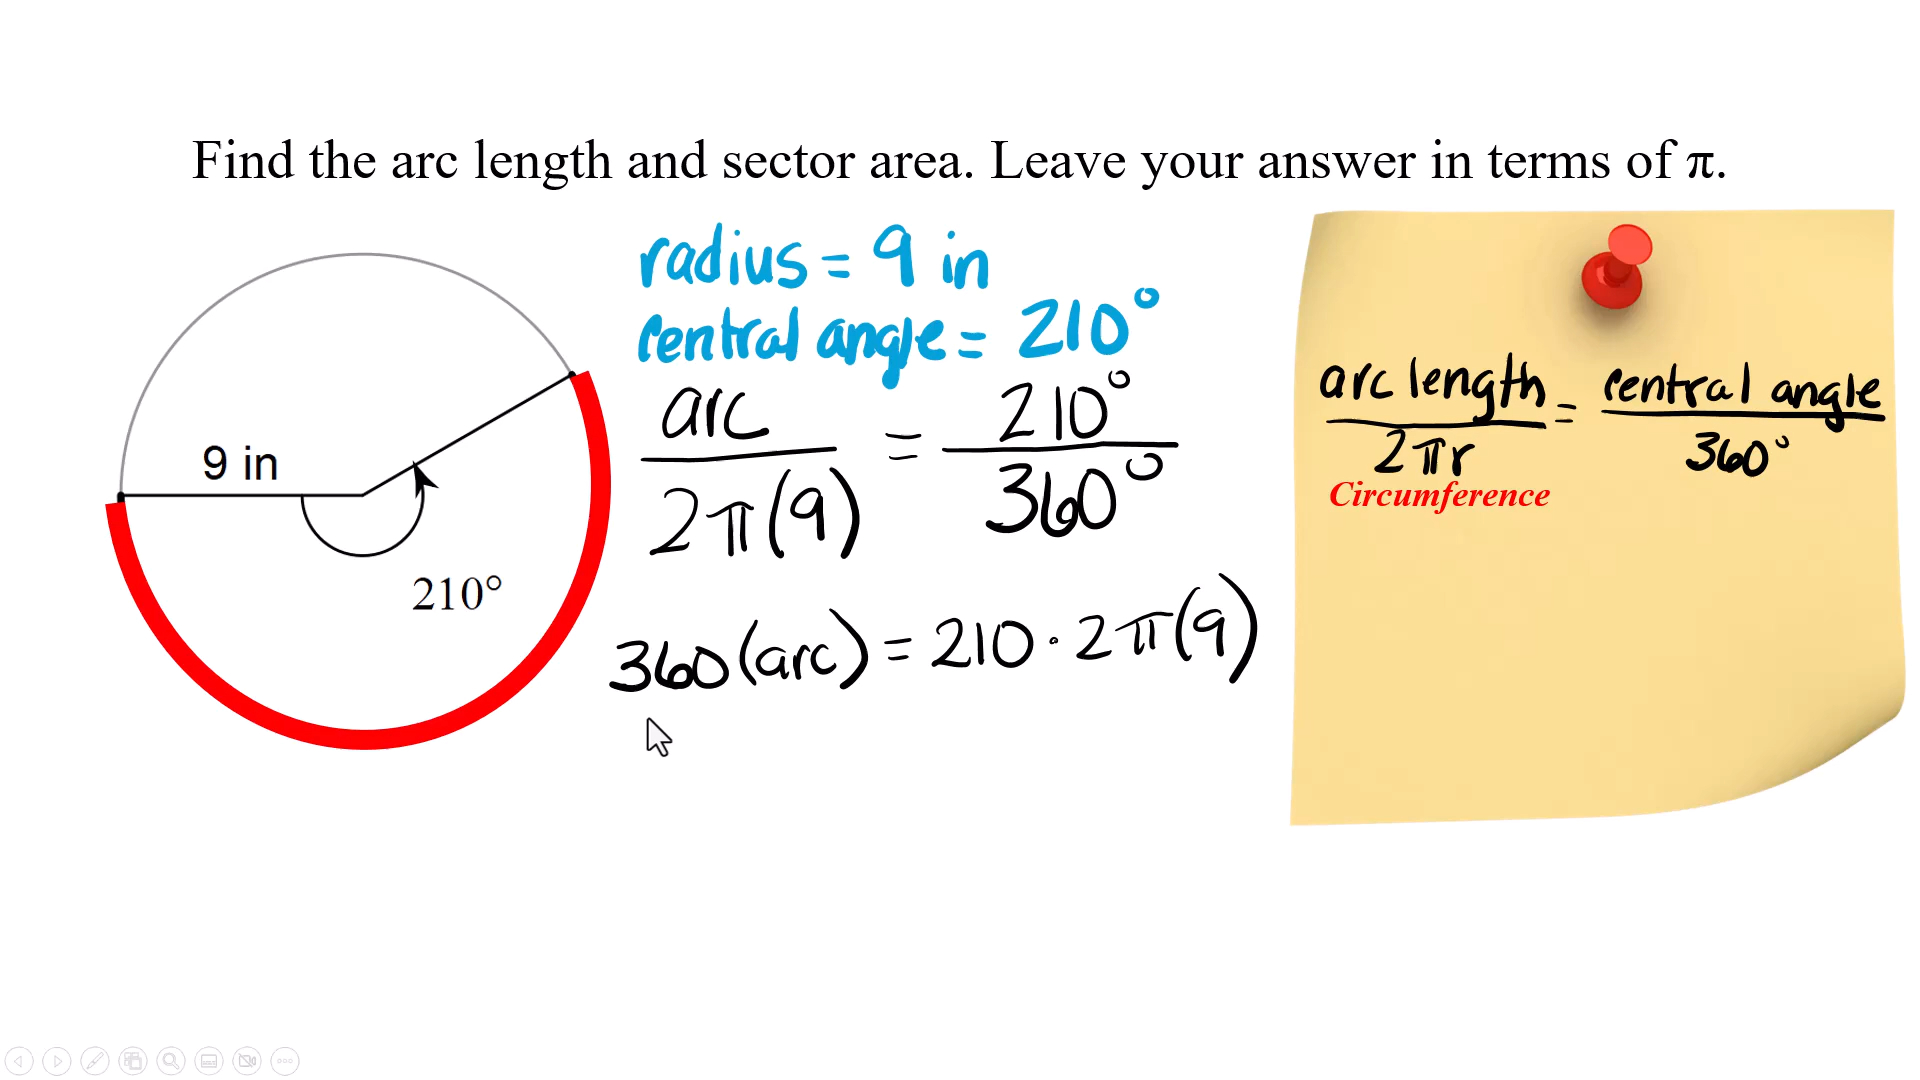 Find the arc length and sector area. Leave your answer in terms of π.
radius = 9 in
central angle = 210°
arc / 2π(9) = 210° / 360°
360(arc) = 210 · 2π(9)
9 in
210°
arc length / 2πr = central angle / 360°
Circumference